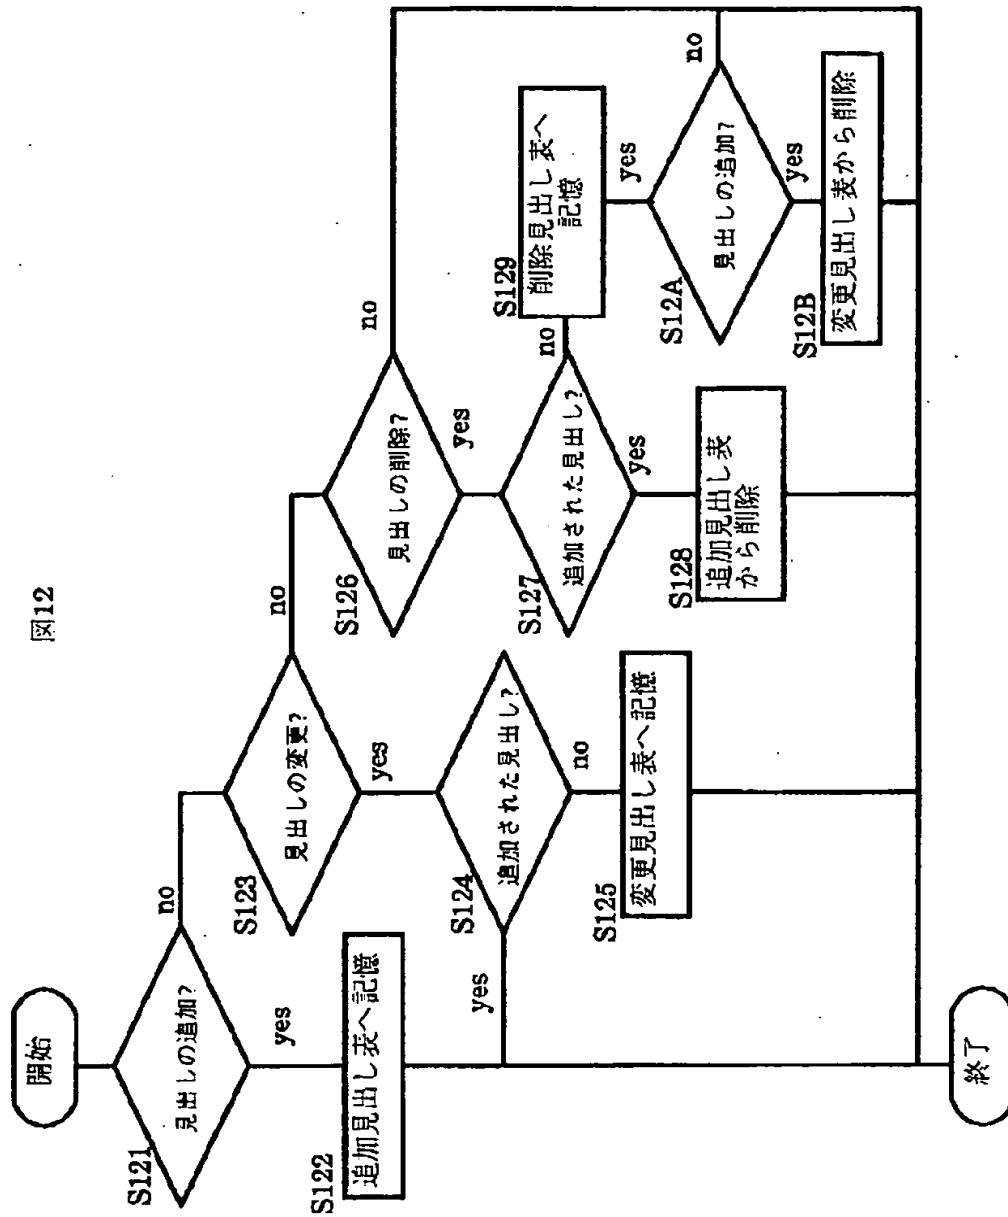 図12
開始
S121
見出しの追加?
yes
no
S122
追加見出し表へ記憶
S123
見出しの変更?
yes
no
S124
追加された見出し?
yes
no
S125
変更見出し表へ記憶
S126
見出しの削除?
yes
no
S127
追加された見出し?
yes
no
S128
追加見出し表
から削除
S129
削除見出し表へ
記憶
yes
S12A
見出しの追加?
no
yes
S12B
変更見出し表から削除
終了